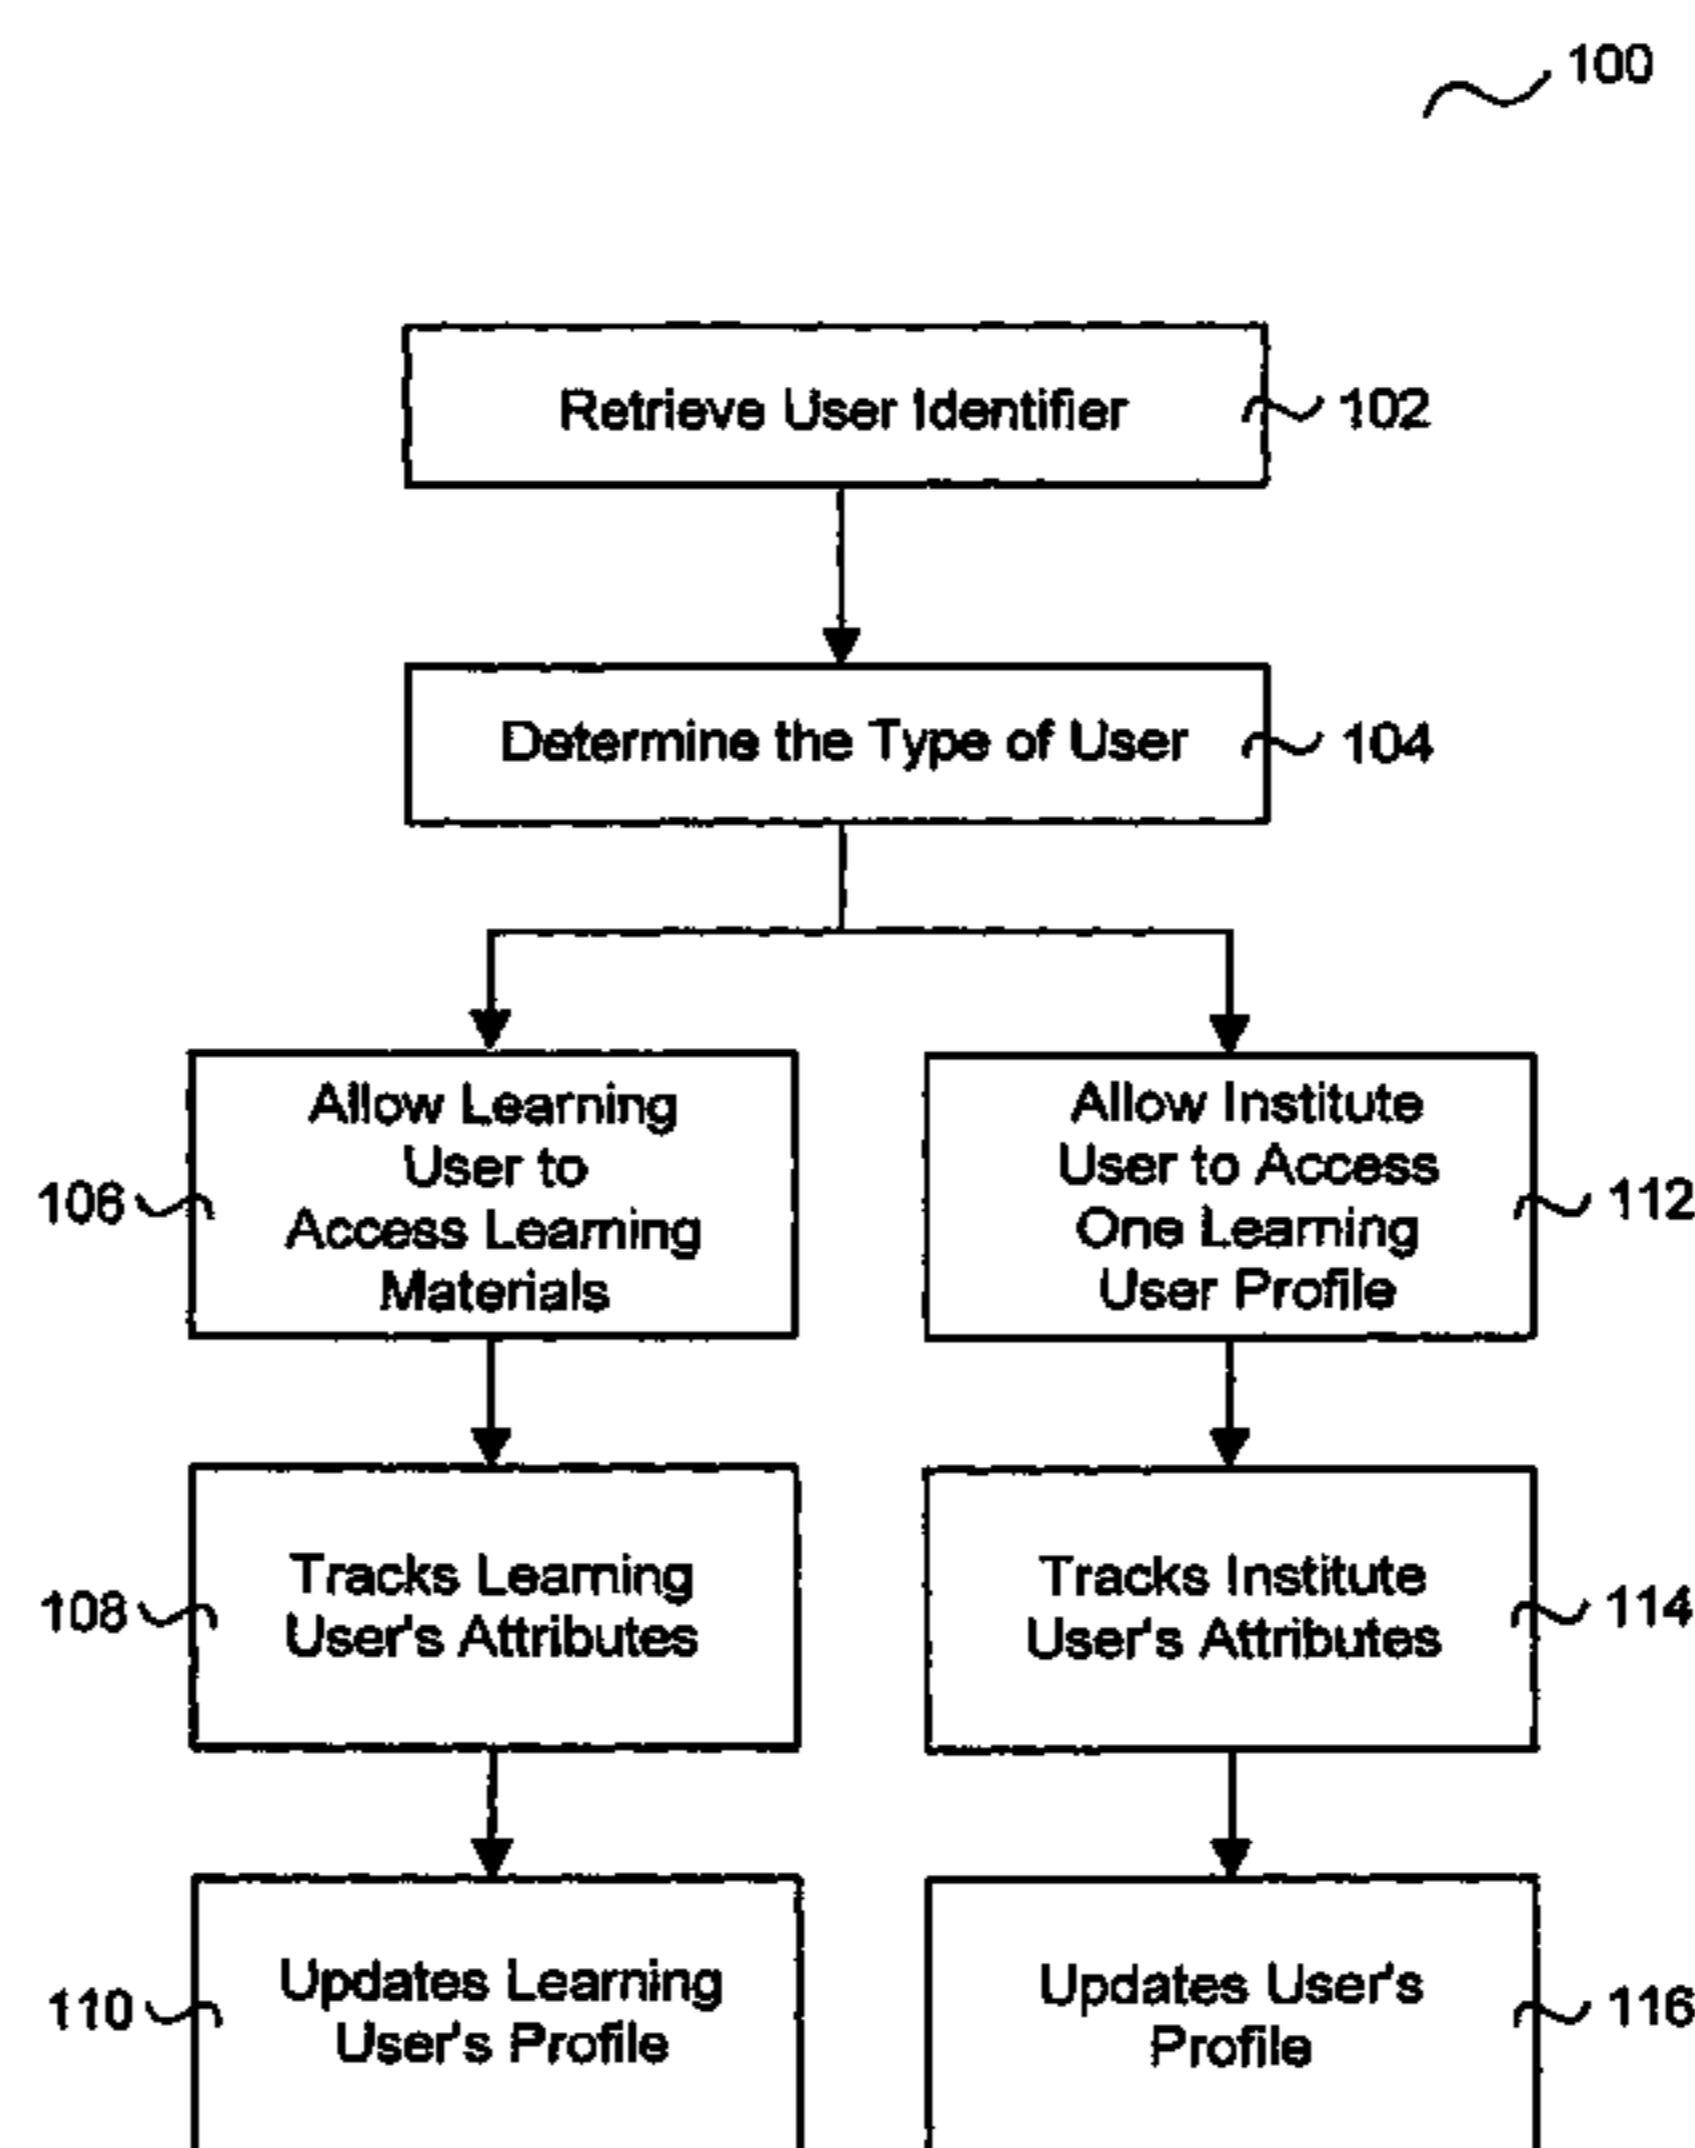 100
Retrieve User Identifier
102
Determine the Type of User
104
Allow Learning
User to
Access Learning
Materials
106
Allow Institute
User to Access
One Learning
User Profile
112
Tracks Learning
User's Attributes
108
Tracks Institute
User's Attributes
114
Updates Learning
User's Profile
110
Updates User's
Profile
116